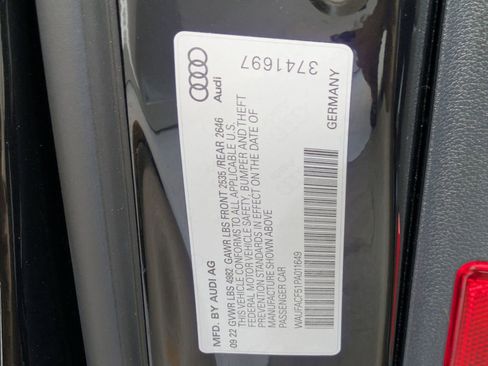 Audi
3741697
GERMANY
MFD. BY AUDI AG
09 22 GVWR LBS 4982 GAWR LBS FRONT 2535/REAR 2646
THIS VEHICLE CONFORMS TO ALL APPLICABLE U.S.
FEDERAL MOTOR VEHICLE SAFETY, BUMPER AND THEFT
PREVENTION STANDARDS IN EFFECT ON THE DATE OF
MANUFACTURE SHOWN ABOVE
PASSENGER CAR
WAUFACF51PA011649